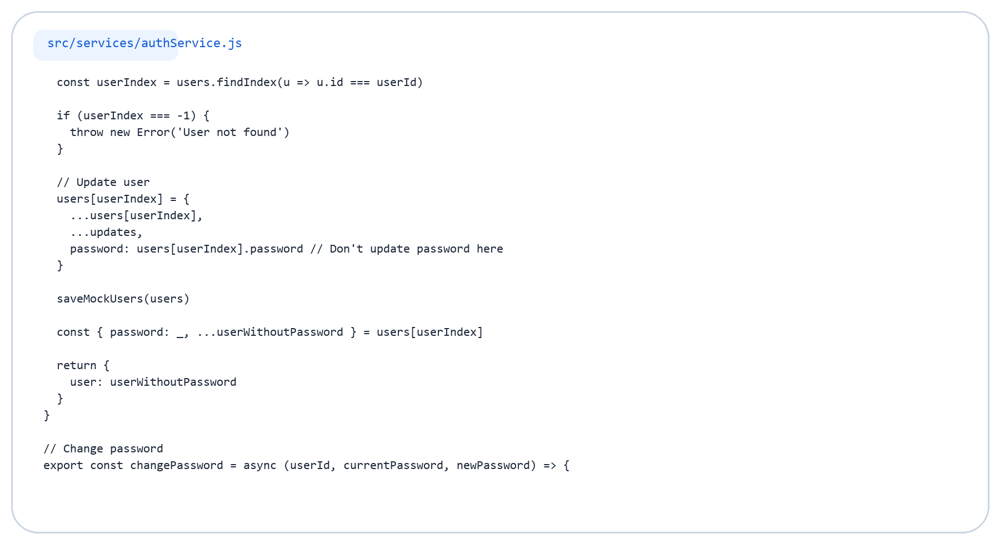 src/services/authService.js
const userIndex = users.findIndex(u => u.id === userId)
if (userIndex === -1) {
throw new Error('User not found')
}
// Update user
users[userIndex] = {
...users[userIndex],
...updates,
password: users[userIndex].password // Don't update password here
}
saveMockUsers(users)
const { password: _, ...userWithoutPassword } = users[userIndex]
return {
user: userWithoutPassword
}
}
// Change password
export const changePassword = async (userId, currentPassword, newPassword) => {